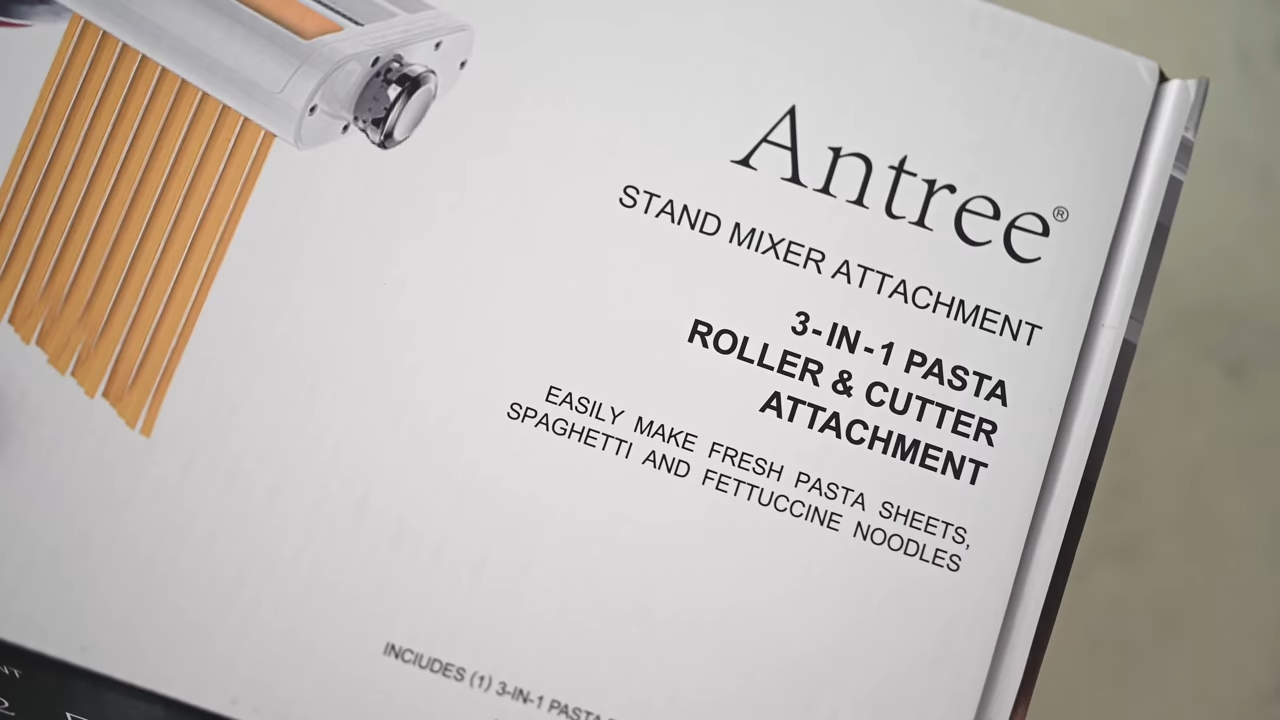 Antree®
STAND MIXER ATTACHMENT
3-IN-1 PASTA
ROLLER & CUTTER
ATTACHMENT
EASILY MAKE FRESH PASTA SHEETS,
SPAGHETTI AND FETTUCCINE NOODLES
INCIUDES (1) 3-IN-1 PASTA